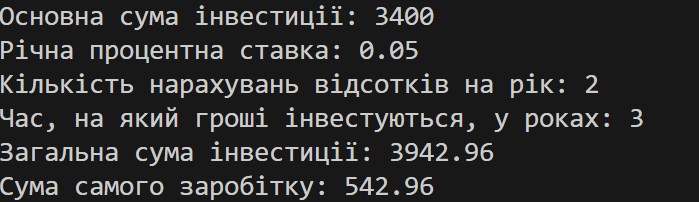 Основна сума інвестиції: 3400
Річна процентна ставка: 0.05
Кількість нарахувань відсотків на рік: 2
Час, на який гроші інвестуються, у роках: 3
Загальна сума інвестиції: 3942.96
Сума самого заробітку: 542.96